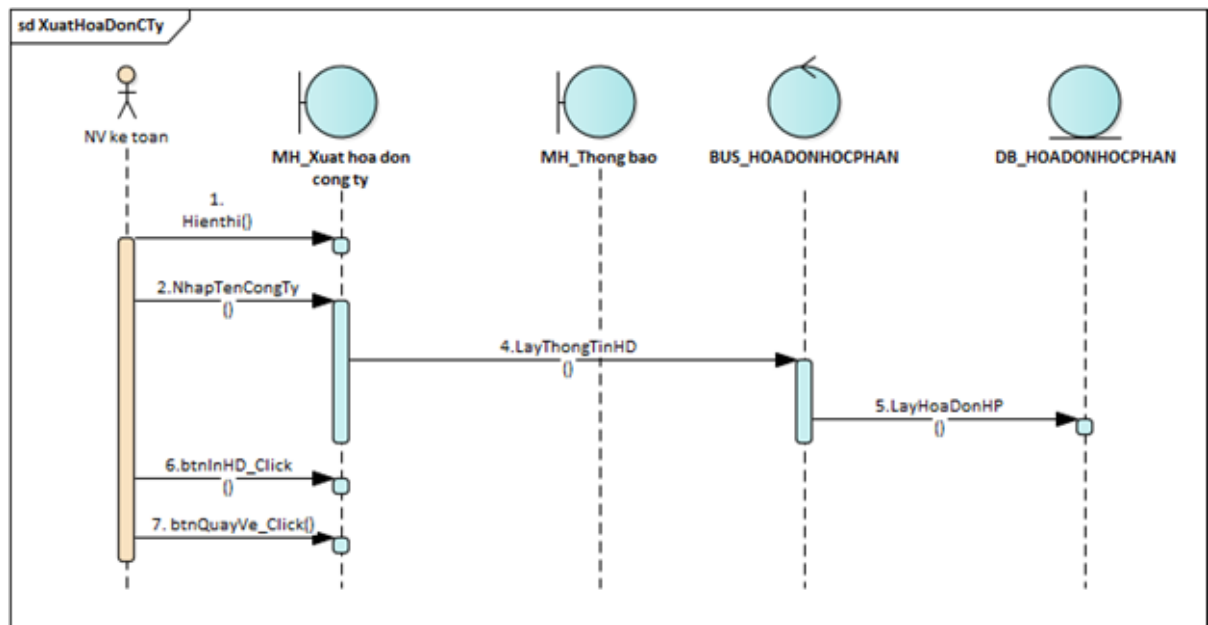 sd XuatHoaDonCTy
NV ke toan
MH_Xuat hoa don
cong ty
MH_Thong bao
BUS_HOADONHOCPHAN
DB_HOADONHOCPHAN
1.
Hienthi()
2.NhapTenCongTy
()
4.LayThongTinHD
()
5.LayHoaDonHP
()
6.btnInHD_Click
()
7. btnQuayVe_Click()